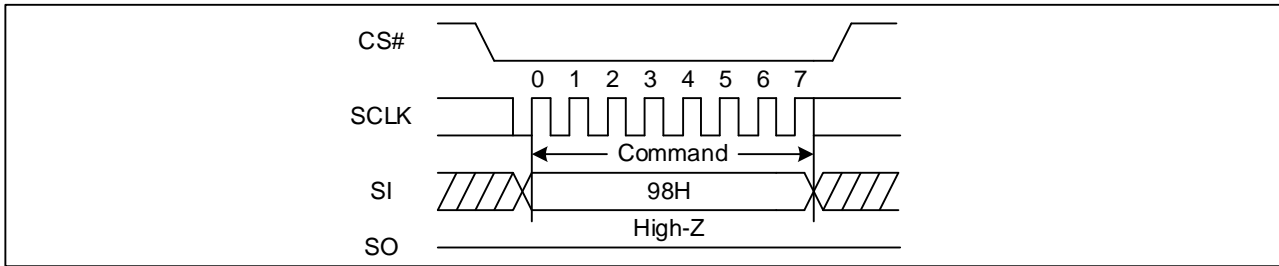 CS#
0 1 2 3 4 5 6 7
SCLK
Command
SI
98H
High-Z
SO